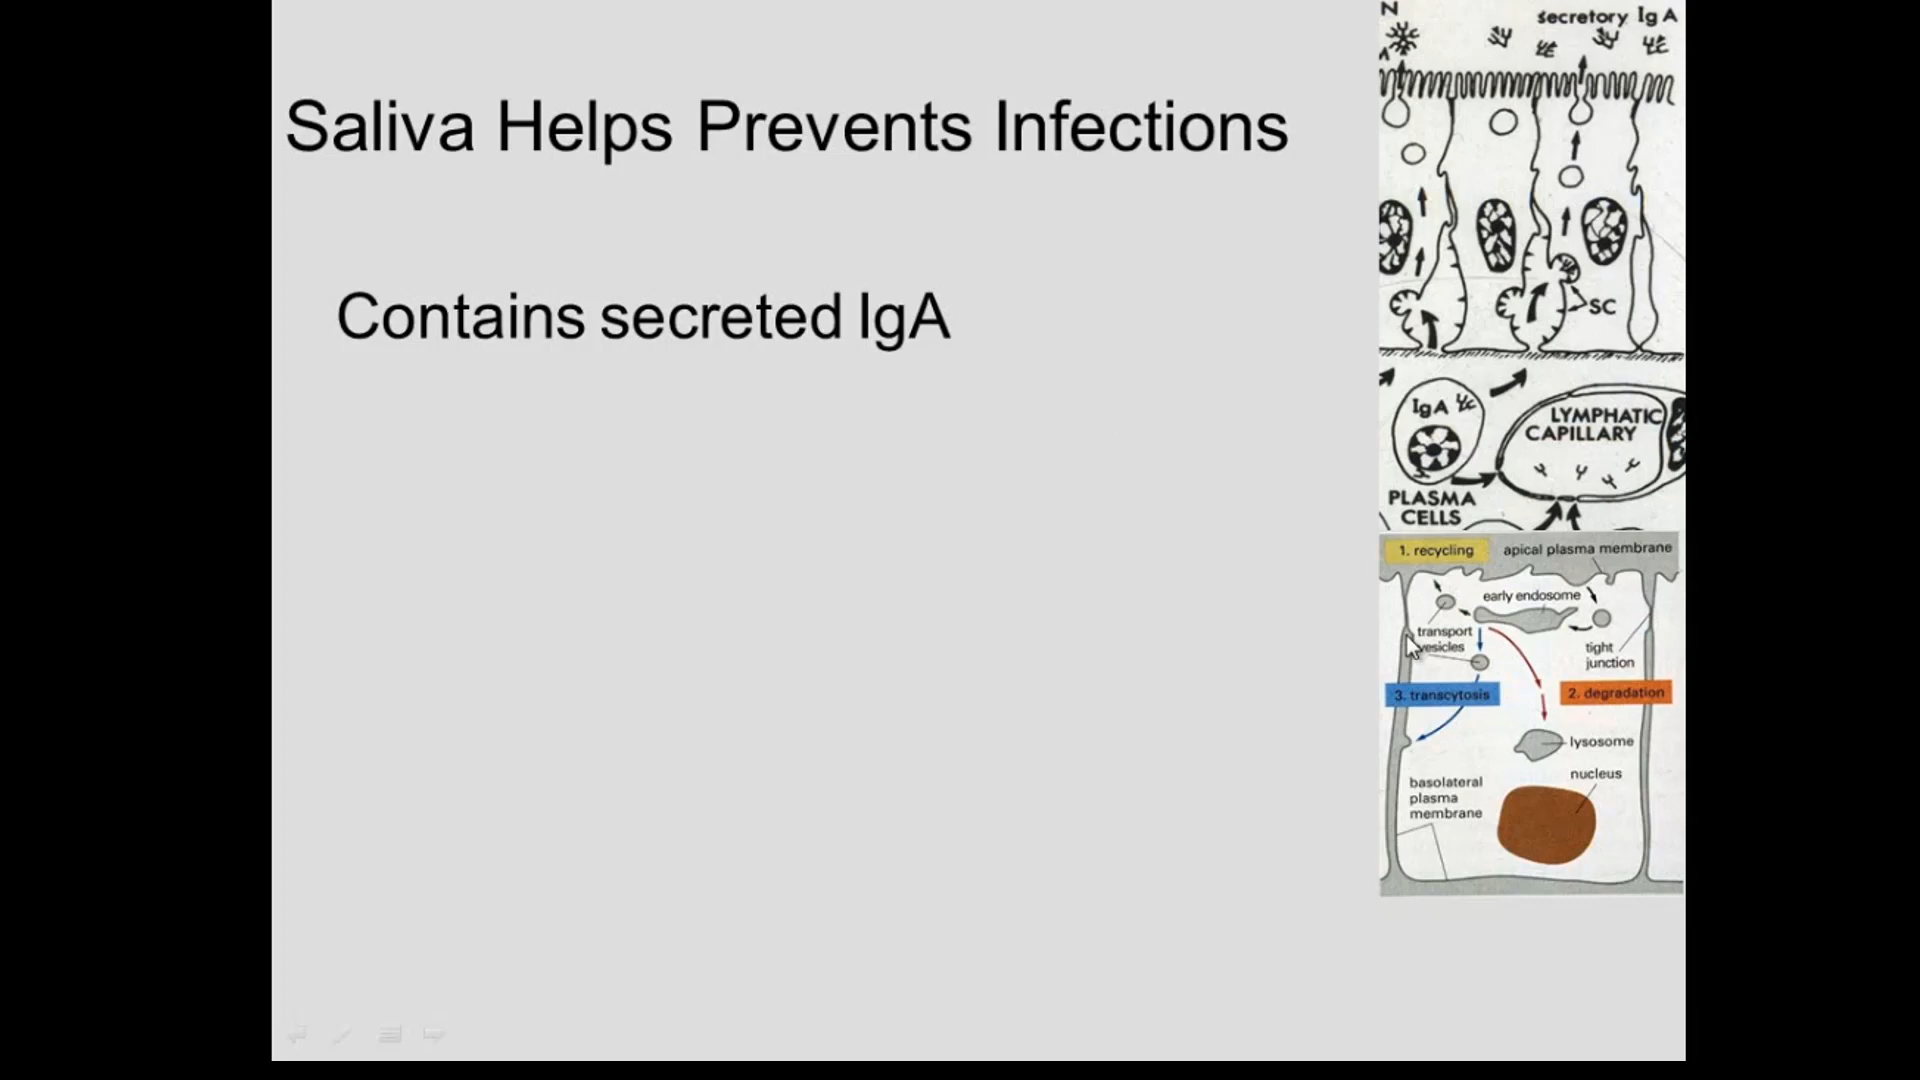 Saliva Helps Prevents Infections
Contains secreted IgA
N
secretory IgA
SC
IgA
LYMPHATIC
CAPILLARY
PLASMA
CELLS
1. recycling
apical plasma membrane
early endosome
transport
vesicles
tight
junction
3. transcytosis
2. degradation
lysosome
nucleus
basolateral
plasma
membrane